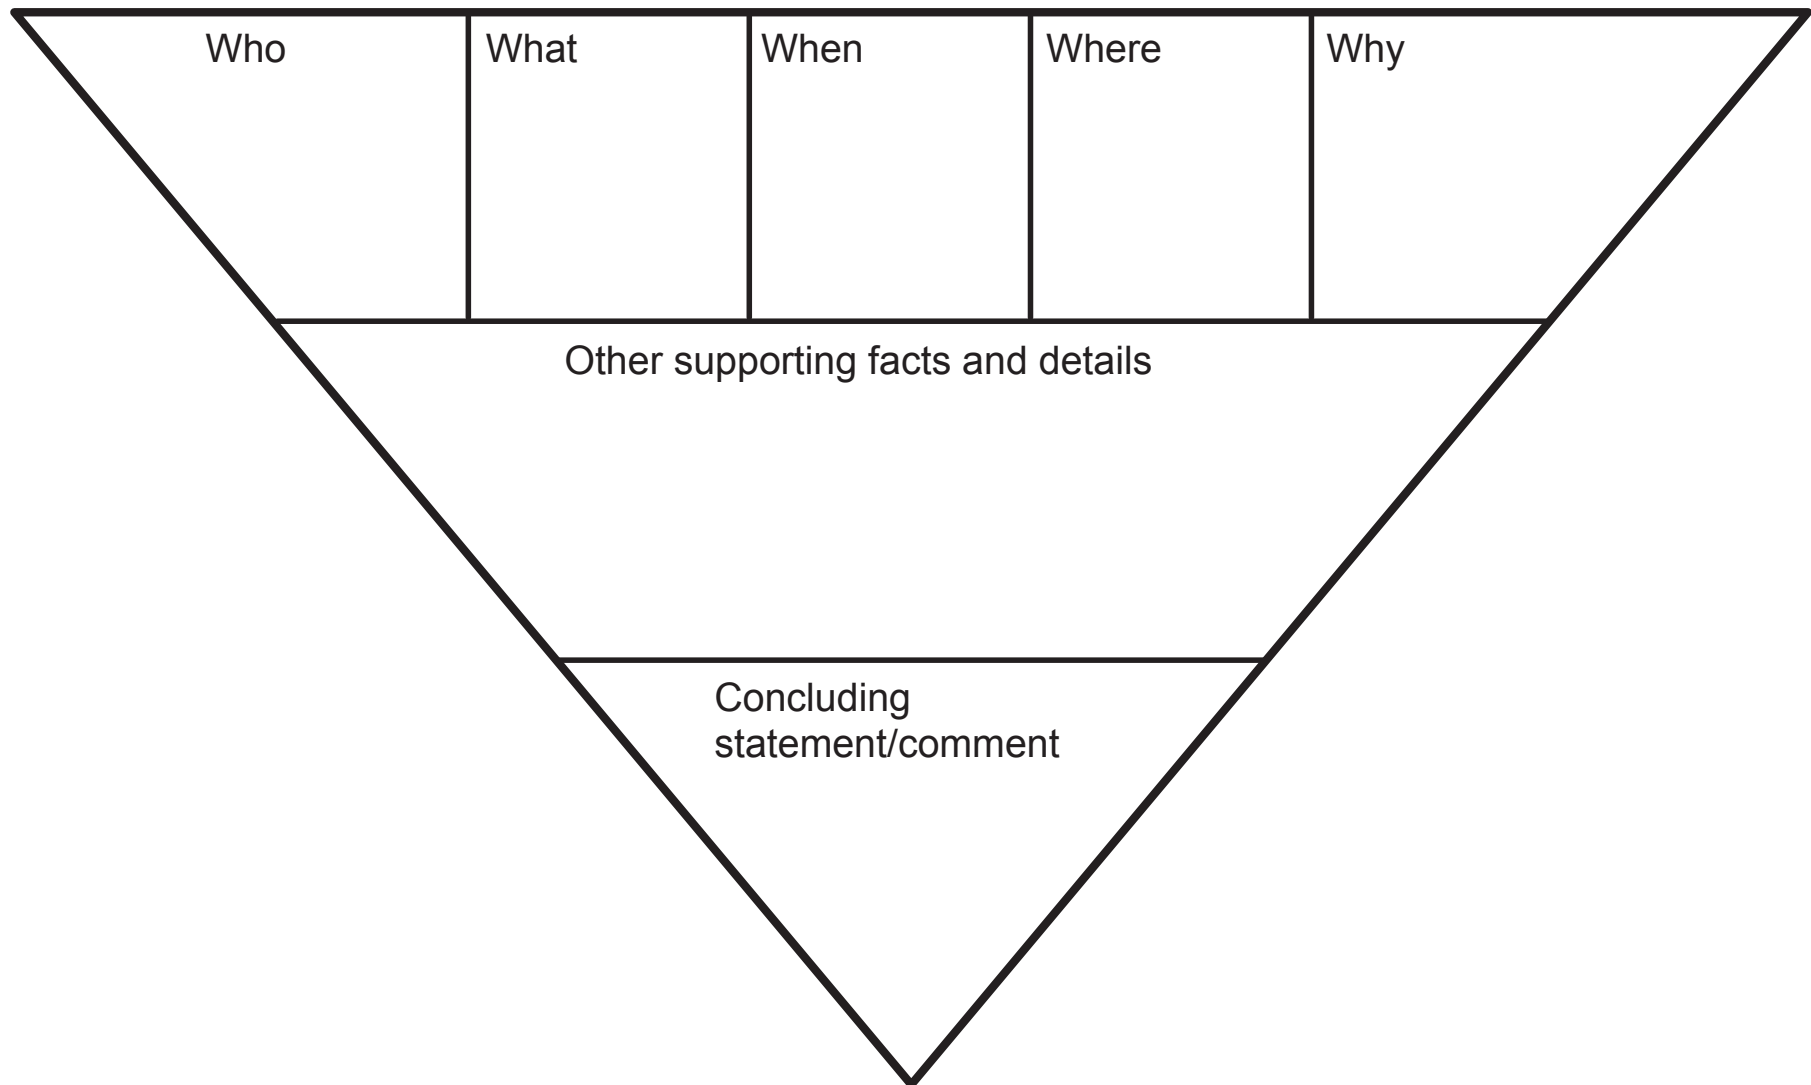 Who What When Where Why
Other supporting facts and details
Concluding
statement/comment